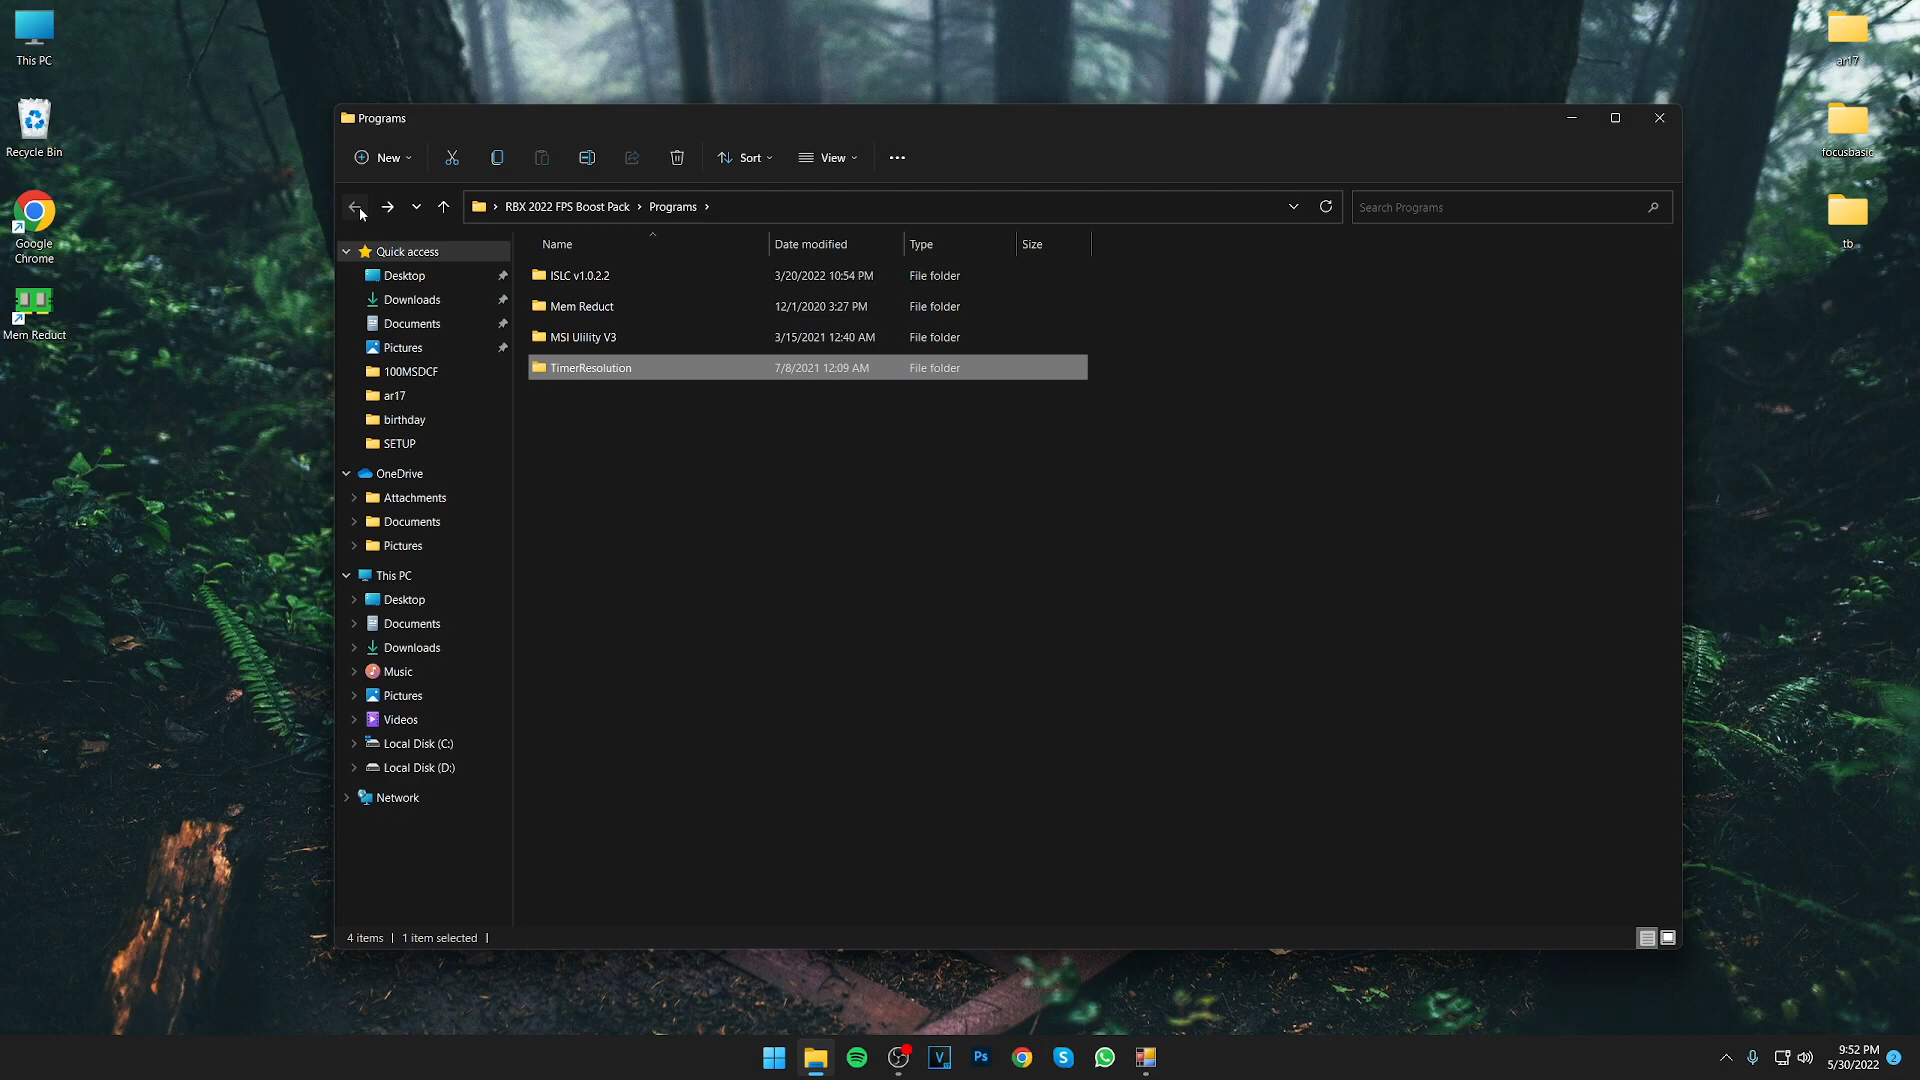 This PC
Recycle Bin
Google
Chrome
Mem Reduct
ar17
focusbasic
tb
Programs
New
Sort
View
RBX 2022 FPS Boost Pack
Programs
Search Programs
Quick access
Desktop
Downloads
Documents
Pictures
100MSDCF
ar17
birthday
SETUP
OneDrive
Attachments
Documents
Pictures
This PC
Desktop
Documents
Downloads
Music
Pictures
Videos
Local Disk (C:)
Local Disk (D:)
Network
Name Date modified Type Size
ISLC v1.0.2.2 3/20/2022 10:54 PM File folder
Mem Reduct 12/1/2020 3:27 PM File folder
MSI Ulility V3 3/15/2021 12:40 AM File folder
TimerResolution 7/8/2021 12:09 AM File folder
4 items 1 item selected
V
Ps
S
9:52 PM
5/30/2022
2